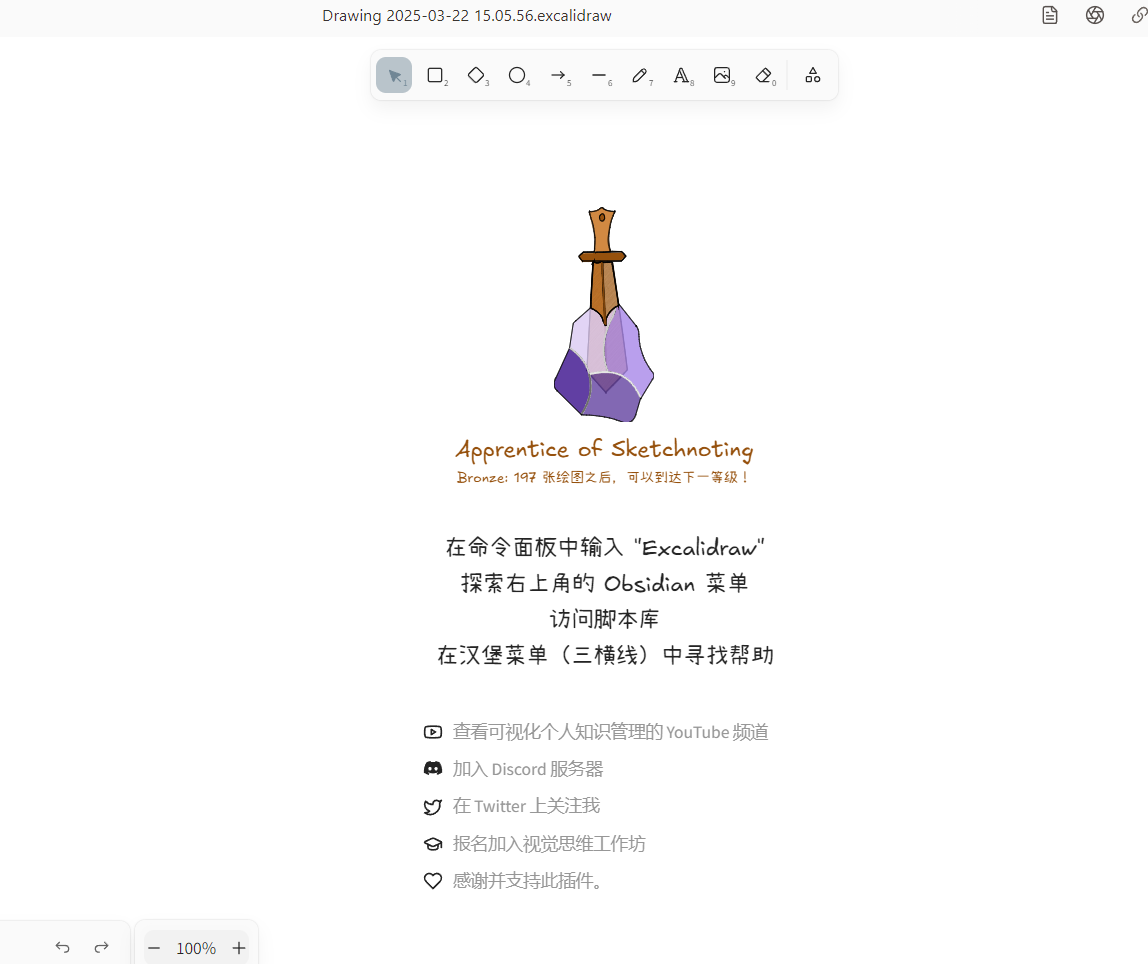 Drawing 2025-03-22 15.05.56.excalidraw
1 2 3 4 5 6 7 8 9 0
Apprentice of Sketchnoting
Bronze: 197 张绘图之后，可以到达下一等级！
在命令面板中输入 "Excalidraw"
探索右上角的 Obsidian 菜单
访问脚本库
在汉堡菜单（三横线）中寻找帮助
查看可视化个人知识管理的 YouTube 频道
加入 Discord 服务器
在 Twitter 上关注我
报名加入视觉思维工作坊
感谢并支持此插件。
100%